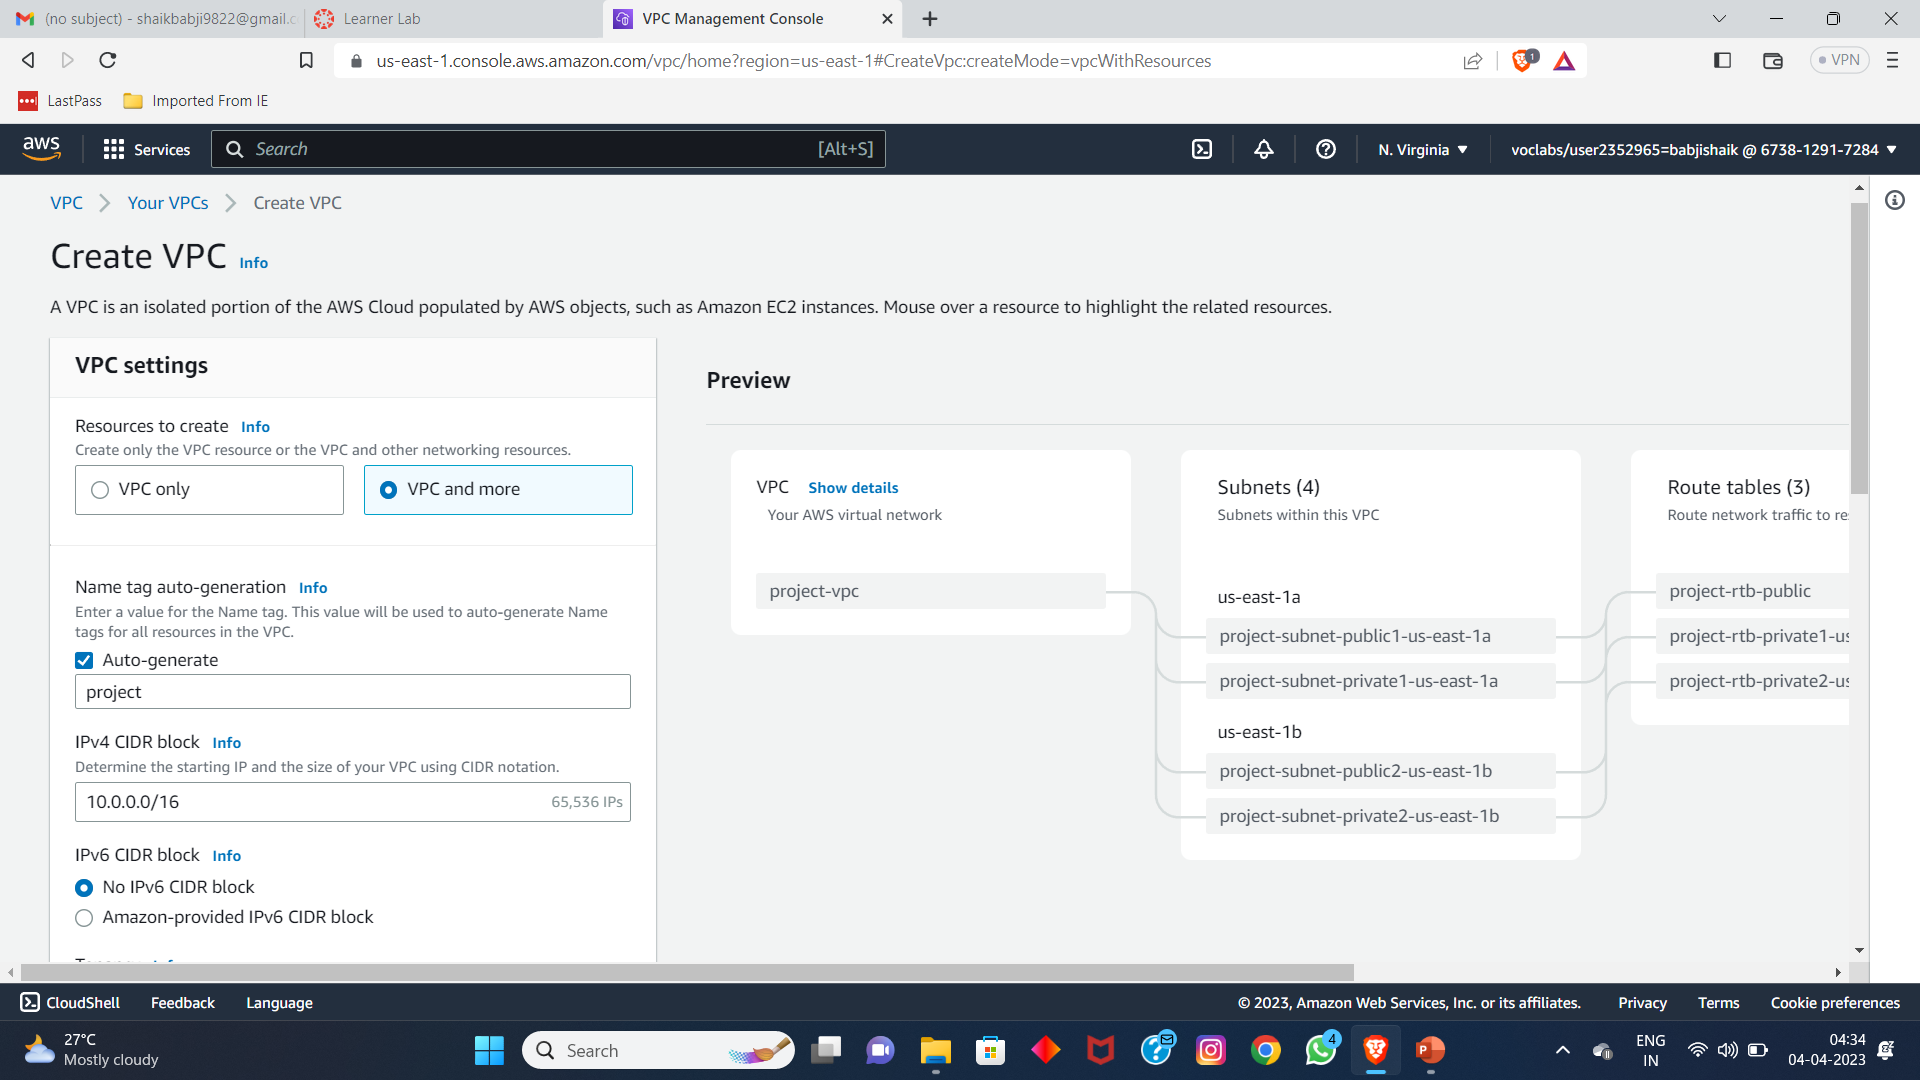 (no subject) - shaikbabji9822@gmail.c
Learner Lab
VPC Management Console
us-east-1.console.aws.amazon.com/vpc/home?region=us-east-1#CreateVpc:createMode=vpcWithResources
1
VPN
LastPass
Imported From IE
aws
Services
Search
[Alt+S]
N. Virginia
voclabs/user2352965=babjishaik @ 6738-1291-7284
VPC
Your VPCs
Create VPC
Create VPC Info
A VPC is an isolated portion of the AWS Cloud populated by AWS objects, such as Amazon EC2 instances. Mouse over a resource to highlight the related resources.
VPC settings
Resources to create Info
Create only the VPC resource or the VPC and other networking resources.
VPC only
VPC and more
Name tag auto-generation Info
Enter a value for the Name tag. This value will be used to auto-generate Name
tags for all resources in the VPC.
Auto-generate
project
IPv4 CIDR block Info
Determine the starting IP and the size of your VPC using CIDR notation.
10.0.0.0/16
65,536 IPs
IPv6 CIDR block Info
No IPv6 CIDR block
Amazon-provided IPv6 CIDR block
Preview
VPC Show details
Your AWS virtual network
project-vpc
Subnets (4)
Subnets within this VPC
us-east-1a
project-subnet-public1-us-east-1a
project-subnet-private1-us-east-1a
us-east-1b
project-subnet-public2-us-east-1b
project-subnet-private2-us-east-1b
Route tables (3)
Route network traffic to re
project-rtb-public
project-rtb-private1-us
project-rtb-private2-us
CloudShell
Feedback
Language
© 2023, Amazon Web Services, Inc. or its affiliates.
Privacy
Terms
Cookie preferences
27°C
Mostly cloudy
Search
4
ENG
IN
04:34
04-04-2023